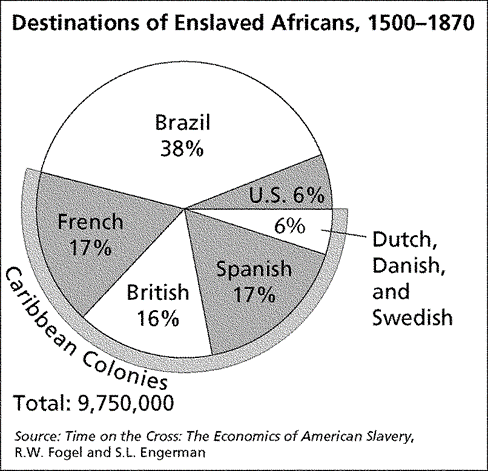 Destinations of Enslaved Africans, 1500–1870
Brazil
38%
U.S. 6%
6%
Dutch,
Danish,
and
Swedish
French
17%
Spanish
17%
British
16%
Caribbean Colonies
Total: 9,750,000
Source: Time on the Cross: The Economics of American Slavery,
R.W. Fogel and S.L. Engerman